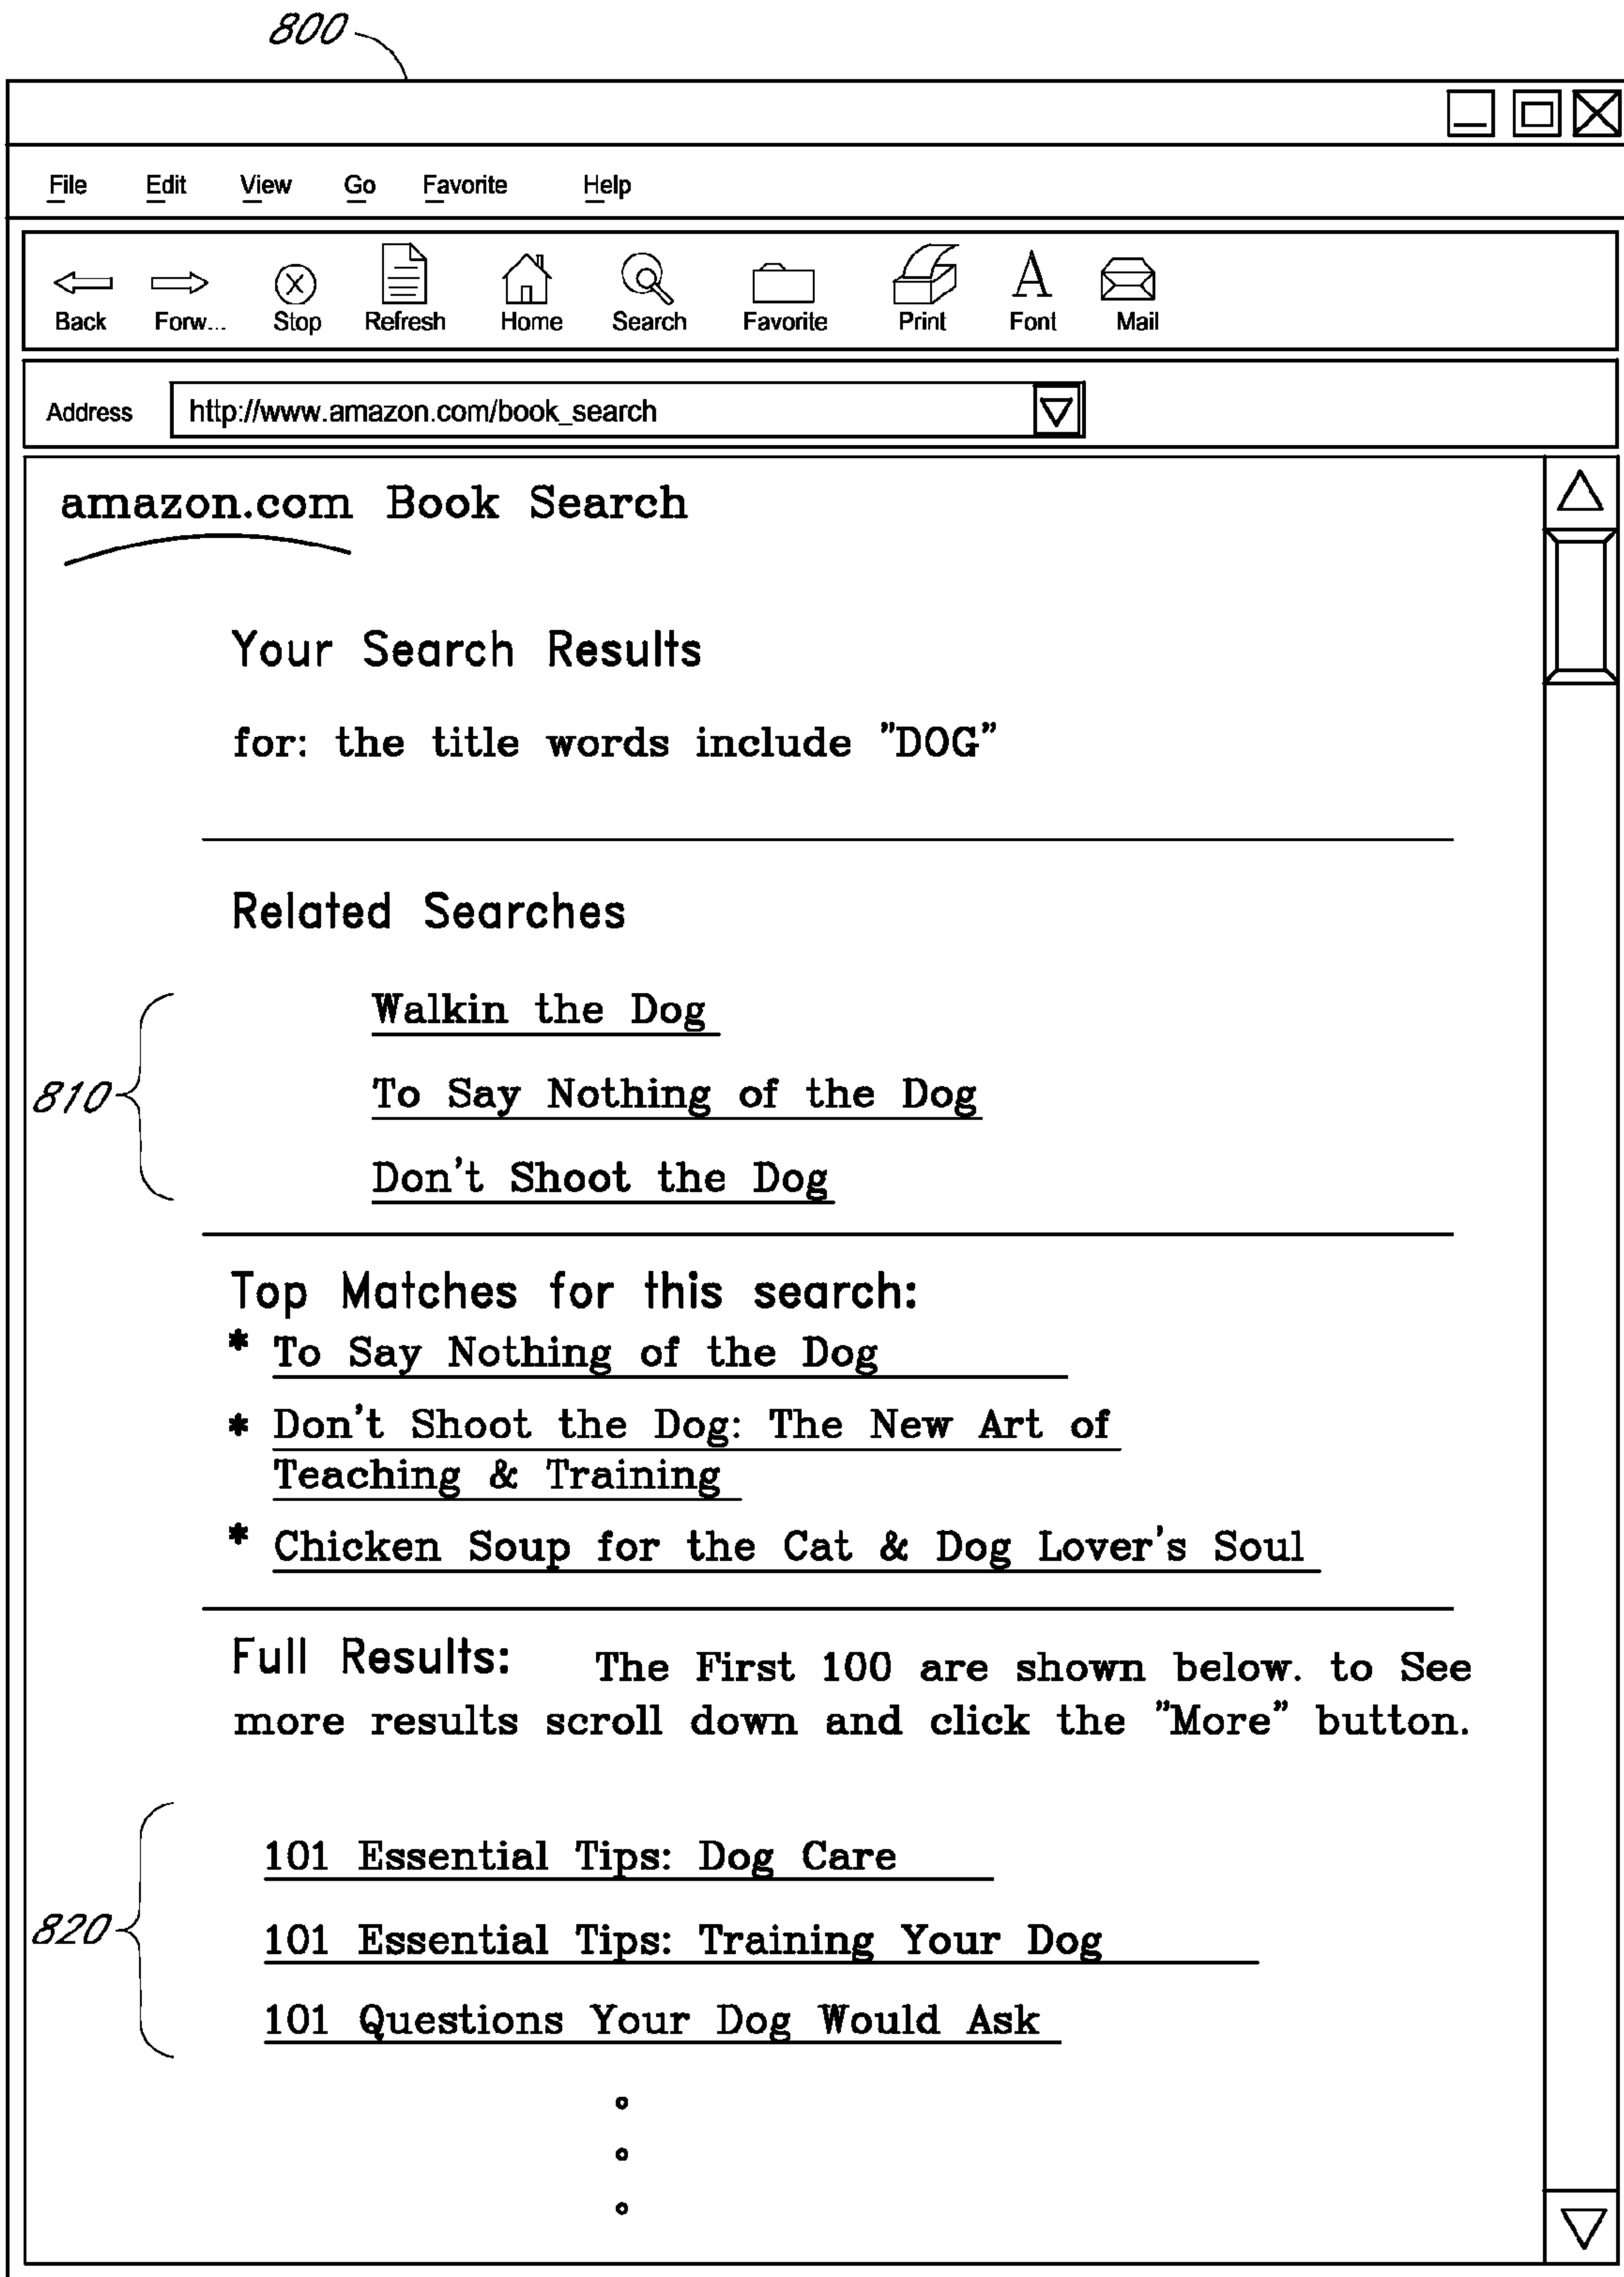 800
File Edit View Go Favorite Help
Back Forw... Stop Refresh Home Search Favorite Print Font Mail
Address http://www.amazon.com/book_search
amazon.com Book Search
Your Search Results
for: the title words include "DOG"
Related Searches
810
Walkin the Dog
To Say Nothing of the Dog
Don't Shoot the Dog
Top Matches for this search:
* To Say Nothing of the Dog
* Don't Shoot the Dog: The New Art of
Teaching & Training
* Chicken Soup for the Cat & Dog Lover's Soul
Full Results: The First 100 are shown below. to See
more results scroll down and click the "More" button.
820
101 Essential Tips: Dog Care
101 Essential Tips: Training Your Dog
101 Questions Your Dog Would Ask